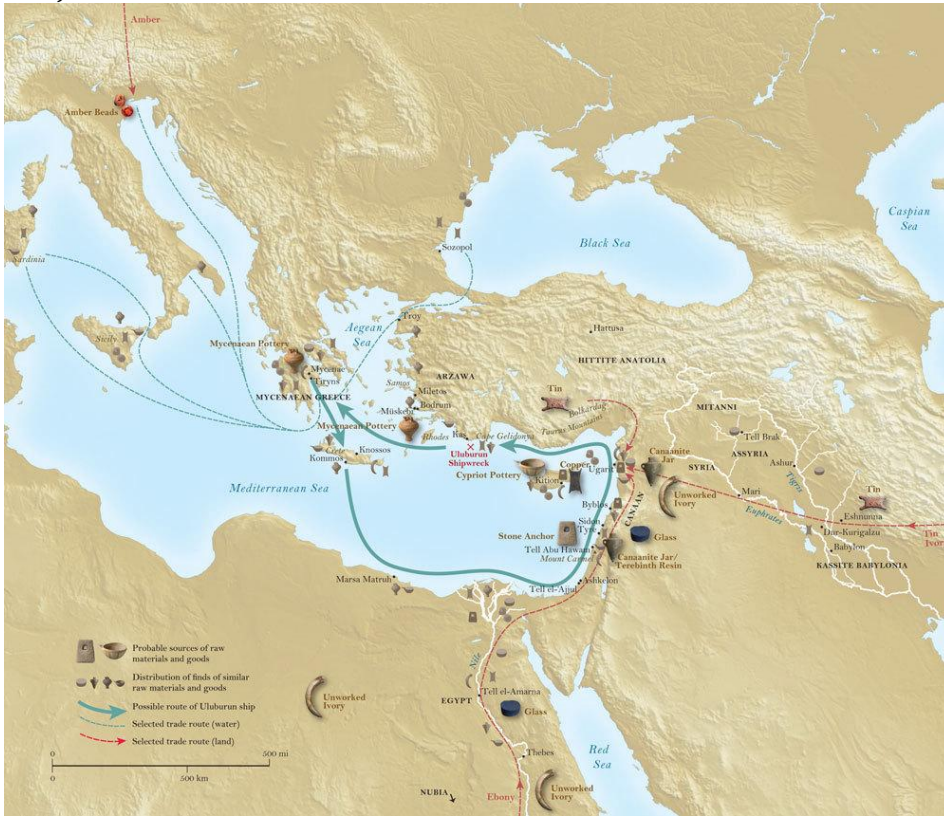 Amber
Amber Beads
Caspian
Sea
Black Sea
Sozopol
Sardinia
Aegean
Sea
Troy
Hattusa
Sicily
Mycenaean Pottery
Mycenae
Tiryns
MYCENAEAN GREECE
HITTITE ANATOLIA
ARZAWA
Samos
Miletos
Bodrum
Müskebi
Tin
Bolkardag
Taurus Mountains
MITANNI
Tell Brak
ASSYRIA
Ashur
Mycenaean Pottery
Rhodes
Kaş
Cape Gelidonya
Uluburun
Shipwreck
Crete
Knossos
Kommos
Cypriot Pottery
Copper
Kition
Ugarit
Canaanite
Jar
SYRIA
Mari
Tigris
Euphrates
Unworked
Ivory
Tin
Eshnunna
Tin
Dar-Kurigalzu
Babylon
KASSITE BABYLONIA
Mediterranean Sea
Byblos
CANAAN
Sidon
Tyre
Stone Anchor
Glass
Tell Abu Hawam
Mount Carmel
Canaanite Jar/
Terebinth Resin
Marsa Matruh
Tell el-Ajjul
Ashkelon
Probable sources of raw
materials and goods
Distribution of finds of similar
raw materials and goods
Possible route of Uluburun ship
Selected trade route (water)
Selected trade route (land)
0 500 mi
0 500 km
Unworked
Ivory
Nile
EGYPT
Tell el-Amarna
Glass
Thebes
Red
Sea
NUBIA
Ebony
Unworked
Ivory